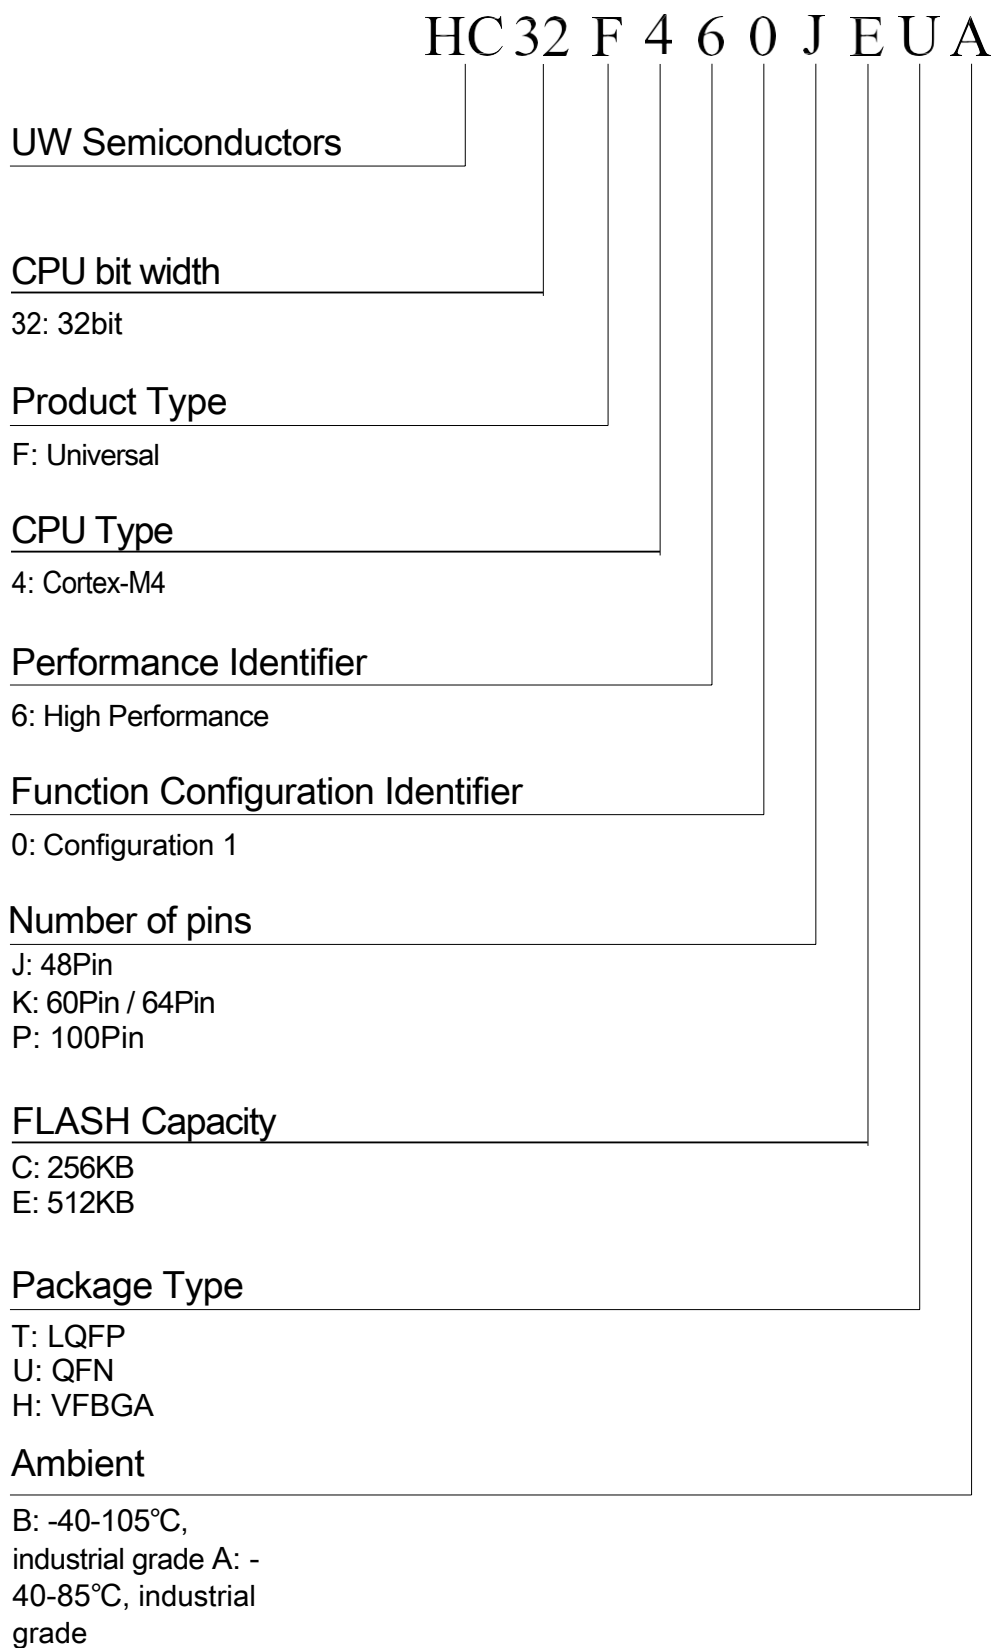 HC32F460JEUA
UW Semiconductors
CPU bit width
32: 32bit
Product Type
F: Universal
CPU Type
4: Cortex-M4
Performance Identifier
6: High Performance
Function Configuration Identifier
0: Configuration 1
Number of pins
J: 48Pin
K: 60Pin / 64Pin
P: 100Pin
FLASH Capacity
C: 256KB
E: 512KB
Package Type
T: LQFP
U: QFN
H: VFBGA
Ambient
B: -40-105℃,
industrial grade A: -
40-85℃, industrial
grade